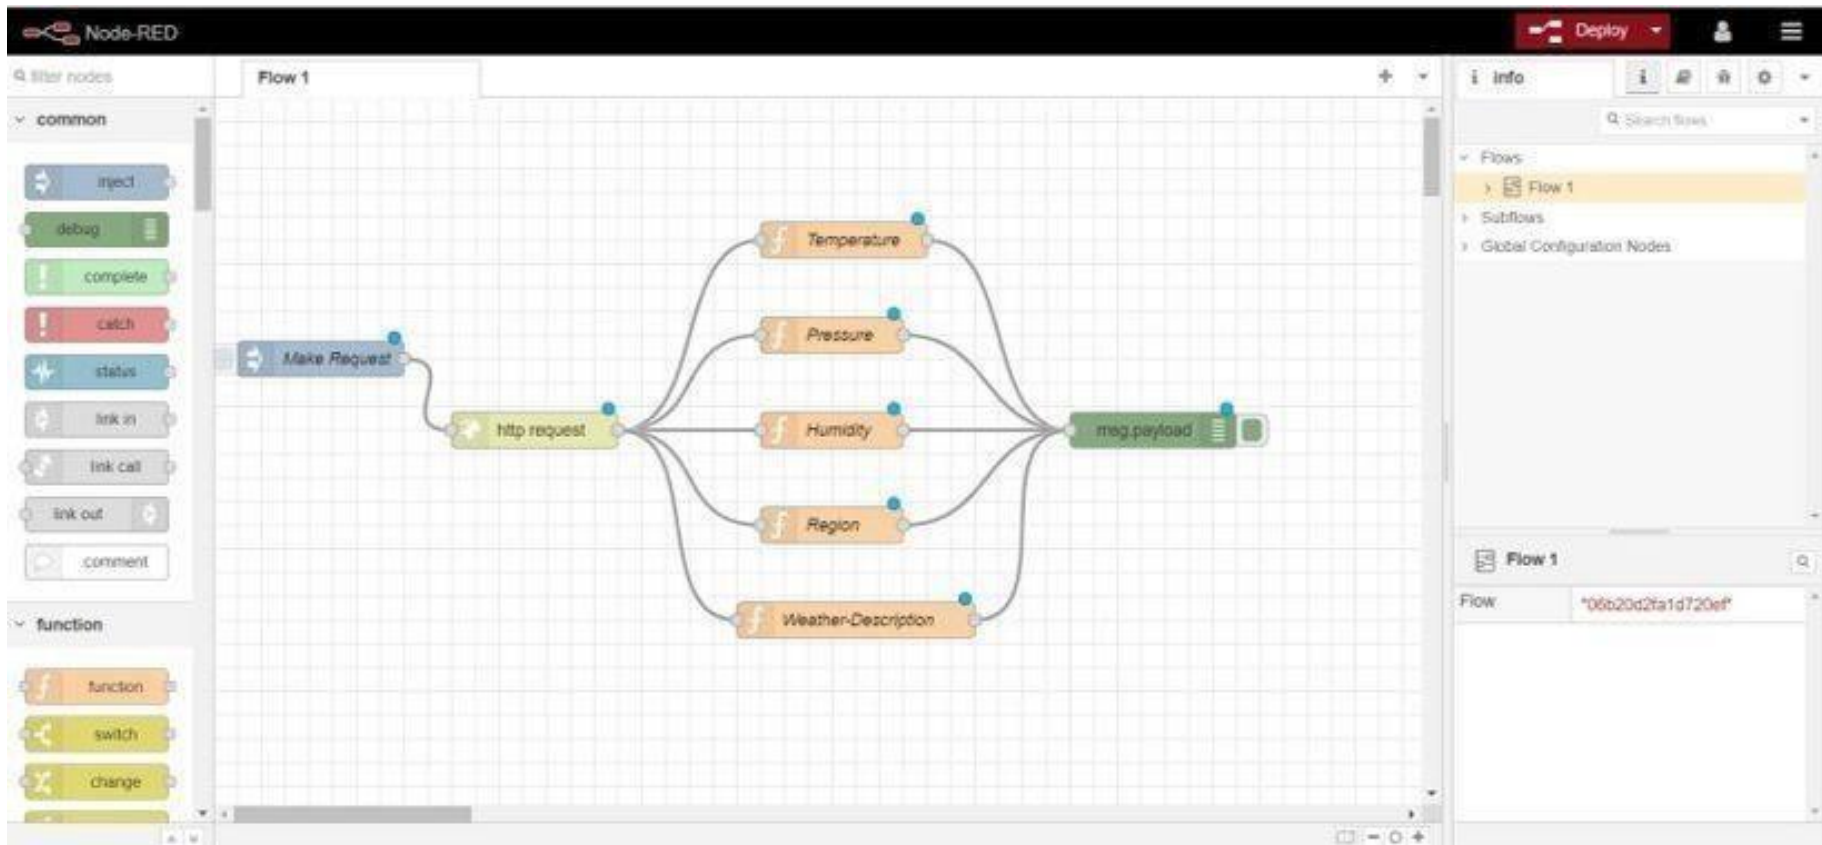 Node-RED
Deploy
filter nodes
Flow 1
info
common
Search flows
inject
debug
complete
catch
status
link in
link call
link out
comment
function
function
switch
change
Make Request
http request
Temperature
Pressure
Humidity
Region
Weather-Description
msg.payload
Flows
Flow 1
Subflows
Global Configuration Nodes
Flow 1
Flow
"06b20d2fa1d720ef"